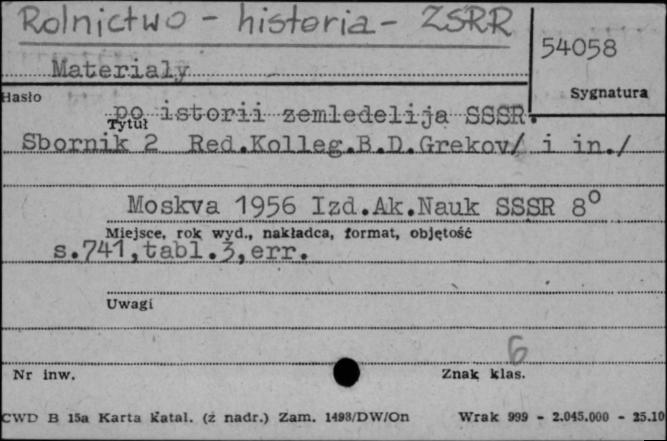 Rolnictwo - historia - ZSRR
54058
Materialy
Hasło
Sygnatura
po istorii zemledelija SSSR.
Tytuł
Sbornik 2 Red.Kolleg.B.D.Grekov/ i in./
Moskva 1956 Izd.Ak.Nauk SSSR 8º
Miejsce, rok wyd., nakładca, format, objętość
s.741,tabl.3,err.
Uwagi
6
Nr inw.
Znak klas.
CWD B 15a Karta Katal. (z nadr.) Zam. 1498/DW/On Wrak 999 - 2.045.000 - 25.10